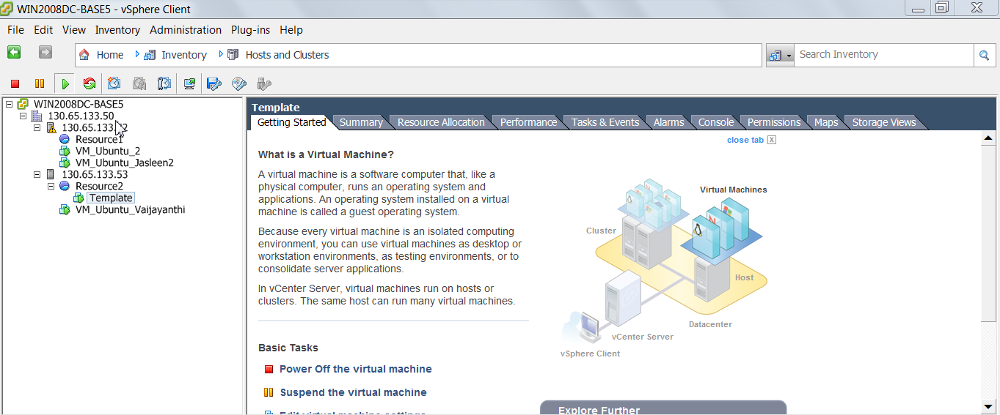 WIN2008DC-BASE5 - vSphere Client
File Edit View Inventory Administration Plug-ins Help
Home Inventory Hosts and Clusters
Search Inventory
WIN2008DC-BASE5
130.65.133.50
Resource1
VM_Ubuntu_2
VM_Ubuntu_Jasleen2
130.65.133.53
Resource2
Template
VM_Ubuntu_Vaijayanthi
Template
Getting Started Summary Resource Allocation Performance Tasks & Events Alarms Console Permissions Maps Storage Views
close tab X
What is a Virtual Machine?
A virtual machine is a software computer that, like a
physical computer, runs an operating system and
applications. An operating system installed on a virtual
machine is called a guest operating system.
Because every virtual machine is an isolated computing
environment, you can use virtual machines as desktop or
workstation environments, as testing environments, or to
consolidate server applications.
In vCenter Server, virtual machines run on hosts or
clusters. The same host can run many virtual machines.
Virtual Machines
Cluster
Host
Datacenter
vCenter Server
vSphere Client
Basic Tasks
Power Off the virtual machine
Suspend the virtual machine
Edit virtual machine settings
Explore Further